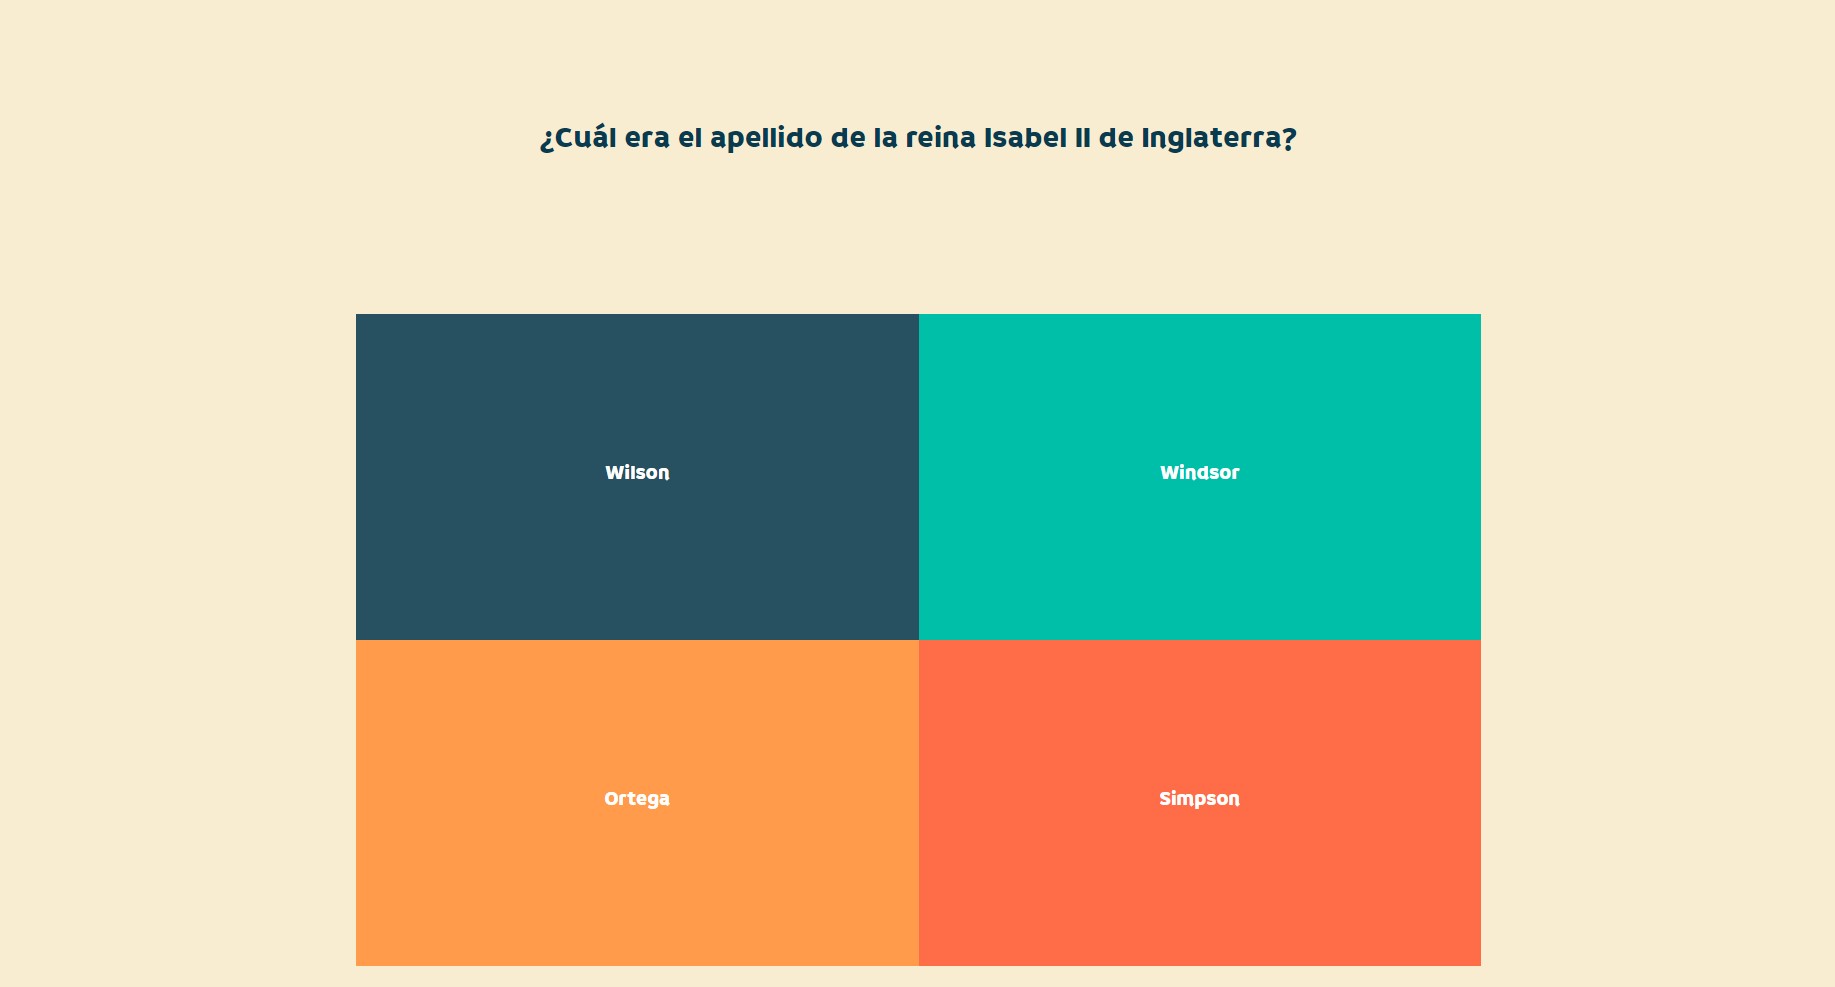 ¿Cuál era el apellido de la reina Isabel II de Inglaterra?
Wilson
Windsor
Ortega
Simpson